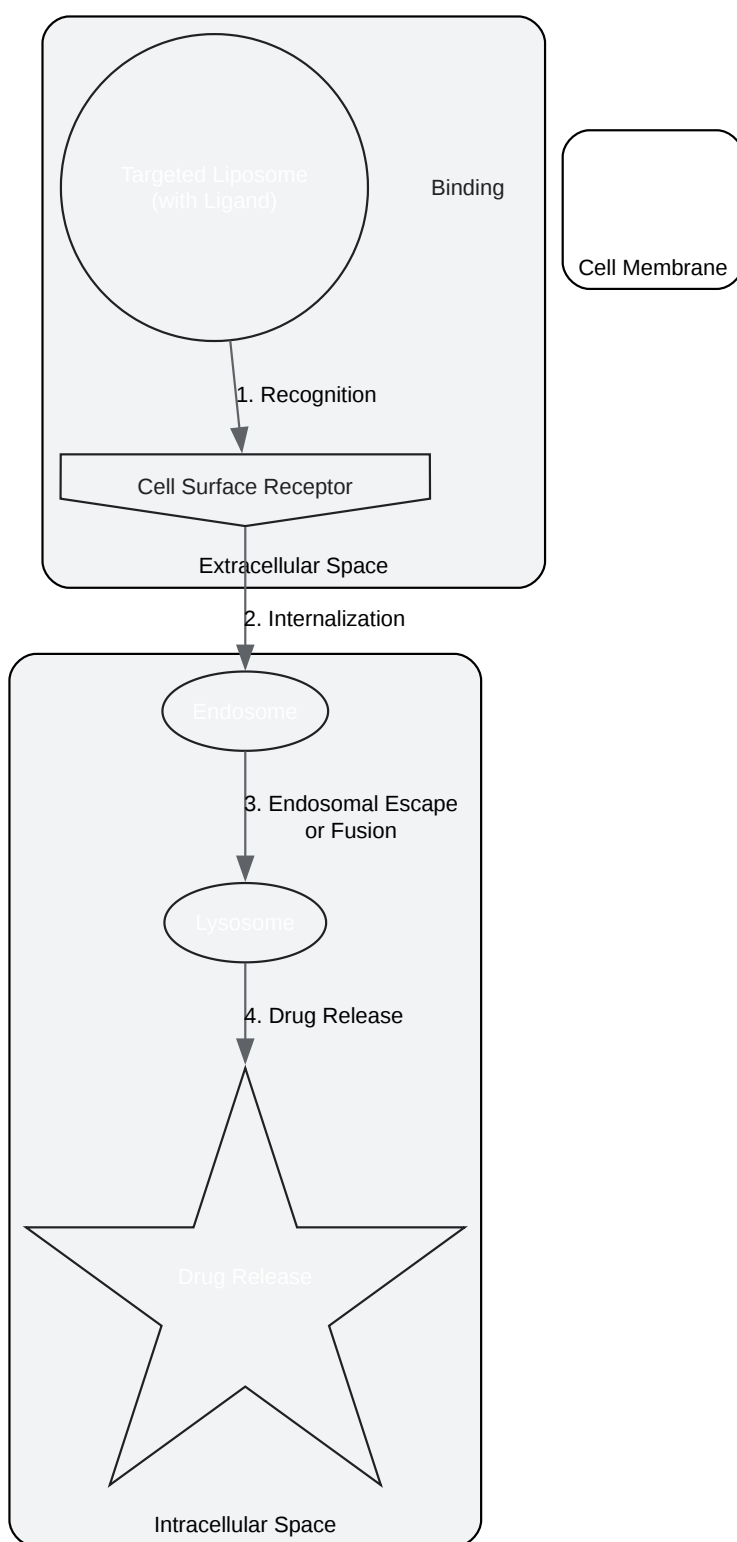 Targeted Liposome
(with Ligand)
Binding
Cell Membrane
1. Recognition
Cell Surface Receptor
Extracellular Space
2. Internalization
Endosome
3. Endosomal Escape
or Fusion
Lysosome
4. Drug Release
Drug Release
Intracellular Space